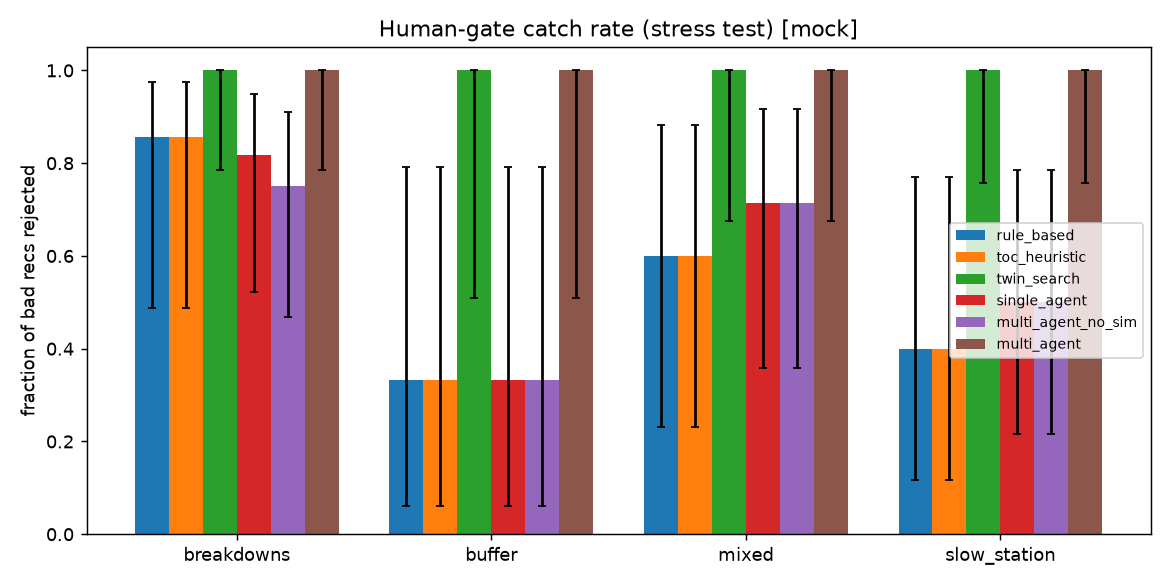 Human-gate catch rate (stress test) [mock]
fraction of bad recs rejected
1.0
0.8
0.6
0.4
0.2
0.0
rule_based
toc_heuristic
twin_search
single_agent
multi_agent_no_sim
multi_agent
breakdowns
buffer
mixed
slow_station